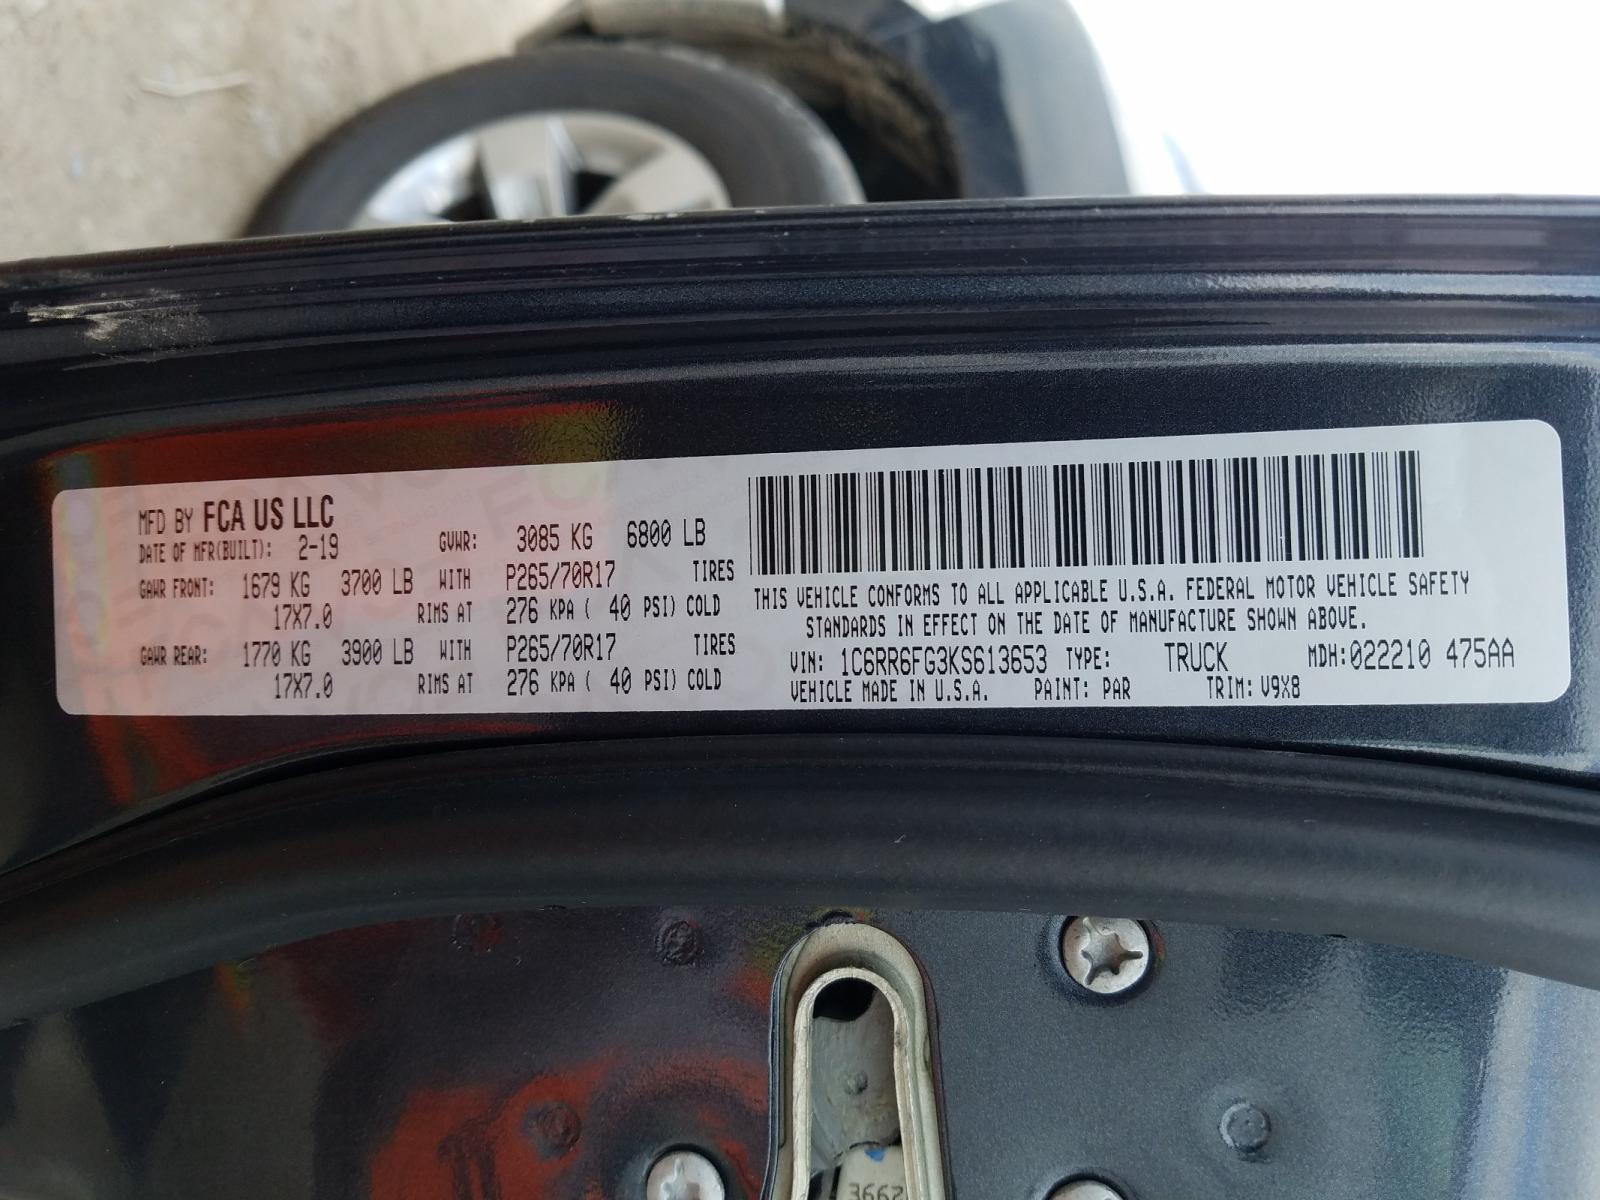 MFD BY FCA US LLC
DATE OF MFR(BUILT): 2-19 GVWR: 3085 KG 6800 LB
GAWR FRONT: 1679 KG 3700 LB WITH P265/70R17 TIRES
17X7.0 RIMS AT 276 KPA ( 40 PSI) COLD
GAWR REAR: 1770 KG 3900 LB WITH P265/70R17 TIRES
17X7.0 RIMS AT 276 KPA ( 40 PSI) COLD
THIS VEHICLE CONFORMS TO ALL APPLICABLE U.S.A. FEDERAL MOTOR VEHICLE SAFETY
STANDARDS IN EFFECT ON THE DATE OF MANUFACTURE SHOWN ABOVE.
VIN: 1C6RR6FG3KS613653 TYPE: TRUCK MDH:022210 475AA
VEHICLE MADE IN U.S.A. PAINT: PAR TRIM: V9X8